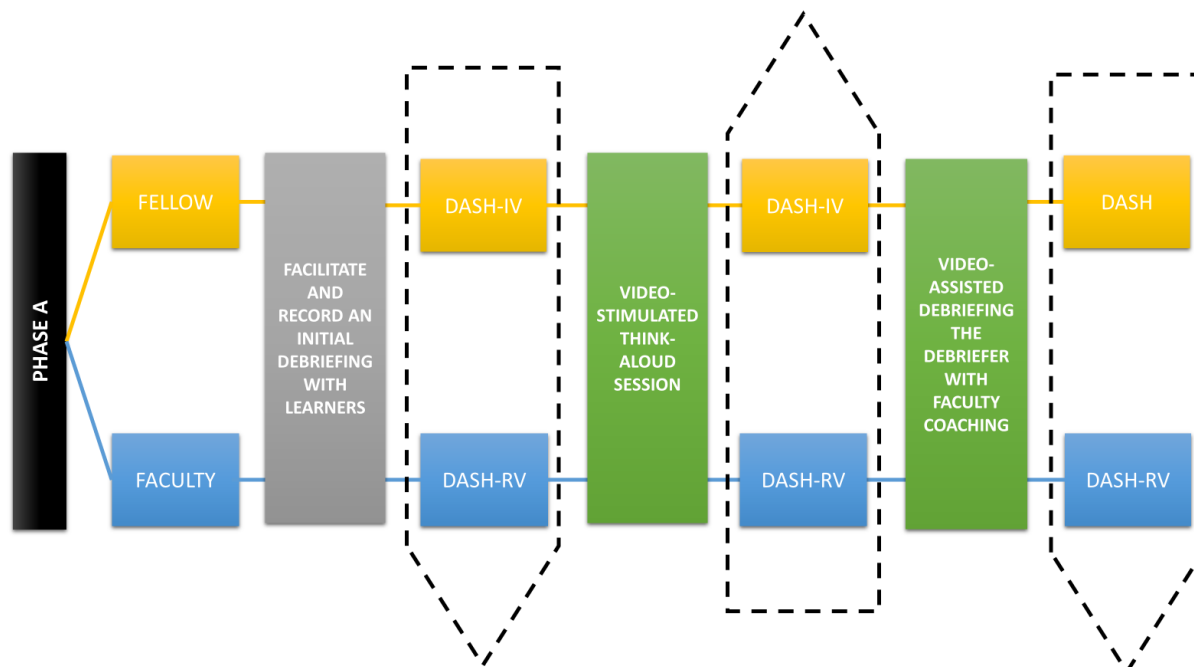 PHASE A
FELLOW
FACULTY
FACILITATE
AND
RECORD AN
INITIAL
DEBRIEFING
WITH
LEARNERS
DASH-IV
DASH-RV
VIDEO-
STIMULATED
THINK-
ALOUD
SESSION
DASH-IV
DASH-RV
VIDEO-
ASSISTED
DEBRIEFING
THE
DEBRIEFER
WITH
FACULTY
COACHING
DASH
DASH-RV